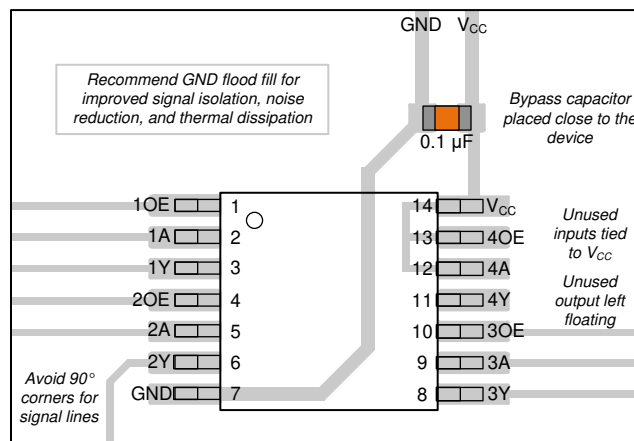 GND VCC
Recommend GND flood fill for
improved signal isolation, noise
reduction, and thermal dissipation
Bypass capacitor
placed close to the
device
0.1 µF
1OE 1 14 VCC
1A 2 13 4OE
1Y 3 12 4A
2OE 4 11 4Y
2A 5 10 3OE
2Y 6 9 3A
GND 7 8 3Y
Unused
inputs tied
to VCC
Unused
output left
floating
Avoid 90°
corners for
signal lines